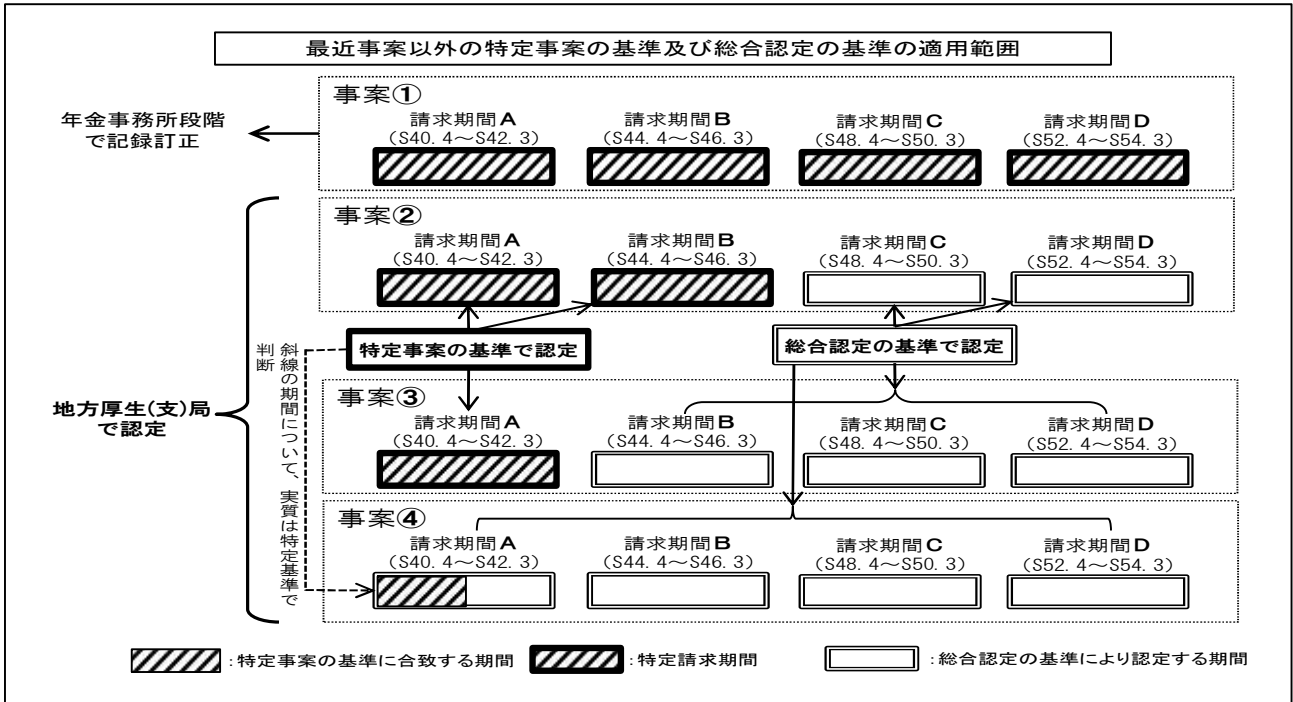 最近事案以外の特定事案の基準及び総合認定の基準の適用範囲
事案①
年金事務所段階
で記録訂正
請求期間A
(S40.4~S42.3)
請求期間B
(S44.4~S46.3)
請求期間C
(S48.4~S50.3)
請求期間D
(S52.4~S54.3)
事案②
請求期間A
(S40.4~S42.3)
請求期間B
(S44.4~S46.3)
請求期間C
(S48.4~S50.3)
請求期間D
(S52.4~S54.3)
特定事案の基準で認定
総合認定の基準で認定
斜線の期間について、実質は特定基準で
判断
地方厚生(支)局
で認定
事案③
請求期間A
(S40.4~S42.3)
請求期間B
(S44.4~S46.3)
請求期間C
(S48.4~S50.3)
請求期間D
(S52.4~S54.3)
事案④
請求期間A
(S40.4~S42.3)
請求期間B
(S44.4~S46.3)
請求期間C
(S48.4~S50.3)
請求期間D
(S52.4~S54.3)
:特定事案の基準に合致する期間
:特定請求期間
:総合認定の基準により認定する期間